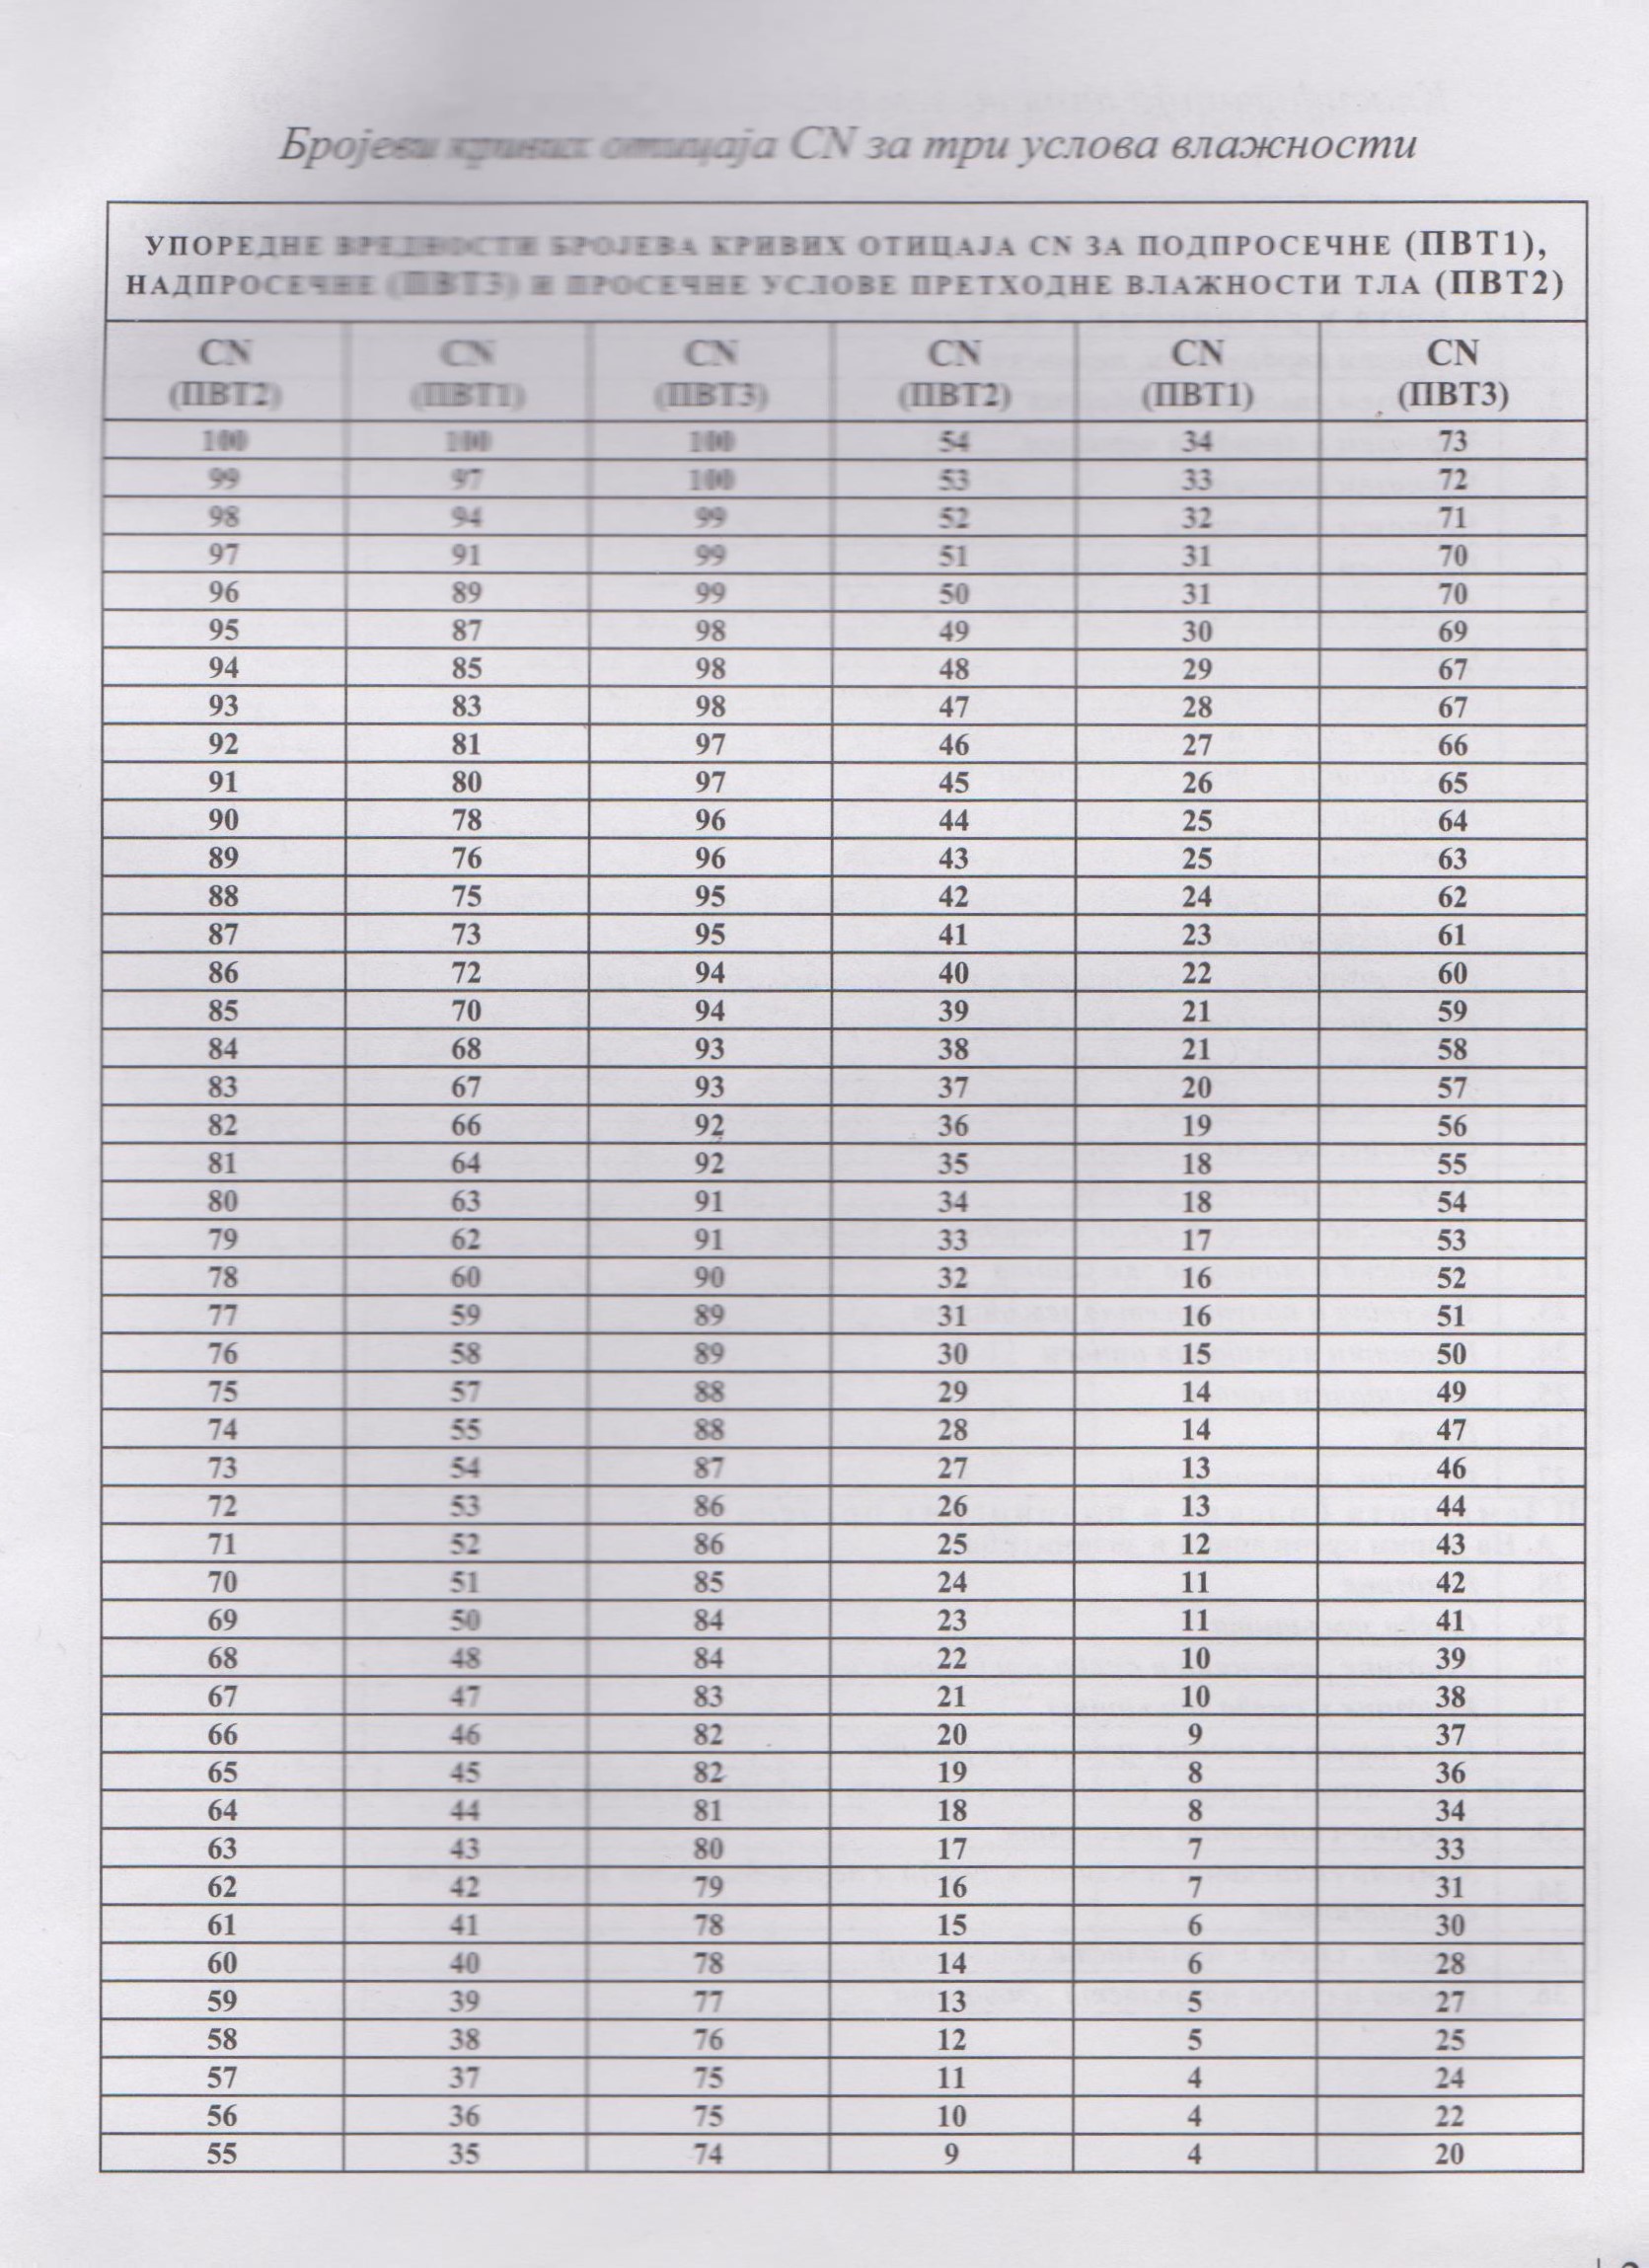 Бројеви кривих отицаја CN за три услова влажности
УПОРЕДНЕ ВРЕДНОСТИ БРОЈЕВА КРИВИХ ОТИЦАЈА CN ЗА ПОДПРОСЕЧНЕ (ПВТ1),
НАДПРОСЕЧНЕ (ПВТ3) И ПРОСЕЧНЕ УСЛОВЕ ПРЕТХОДНЕ ВЛАЖНОСТИ ТЛА (ПВТ2)
CN CN CN CN CN CN
(ПВТ2) (ПВТ1) (ПВТ3) (ПВТ2) (ПВТ1) (ПВТ3)
100 100 100 54 34 73
99 97 100 53 33 72
98 94 99 52 32 71
97 91 99 51 31 70
96 89 99 50 31 70
95 87 98 49 30 69
94 85 98 48 29 67
93 83 98 47 28 67
92 81 97 46 27 66
91 80 97 45 26 65
90 78 96 44 25 64
89 76 96 43 25 63
88 75 95 42 24 62
87 73 95 41 23 61
86 72 94 40 22 60
85 70 94 39 21 59
84 68 93 38 21 58
83 67 93 37 20 57
82 66 92 36 19 56
81 64 92 35 18 55
80 63 91 34 18 54
79 62 91 33 17 53
78 60 90 32 16 52
77 59 89 31 16 51
76 58 89 30 15 50
75 57 88 29 14 49
74 55 88 28 14 47
73 54 87 27 13 46
72 53 86 26 13 44
71 52 86 25 12 43
70 51 85 24 11 42
69 50 84 23 11 41
68 48 84 22 10 39
67 47 83 21 10 38
66 46 82 20 9 37
65 45 82 19 8 36
64 44 81 18 8 34
63 43 80 17 7 33
62 42 79 16 7 31
61 41 78 15 6 30
60 40 78 14 6 28
59 39 77 13 5 27
58 38 76 12 5 25
57 37 75 11 4 24
56 36 75 10 4 22
55 35 74 9 4 20